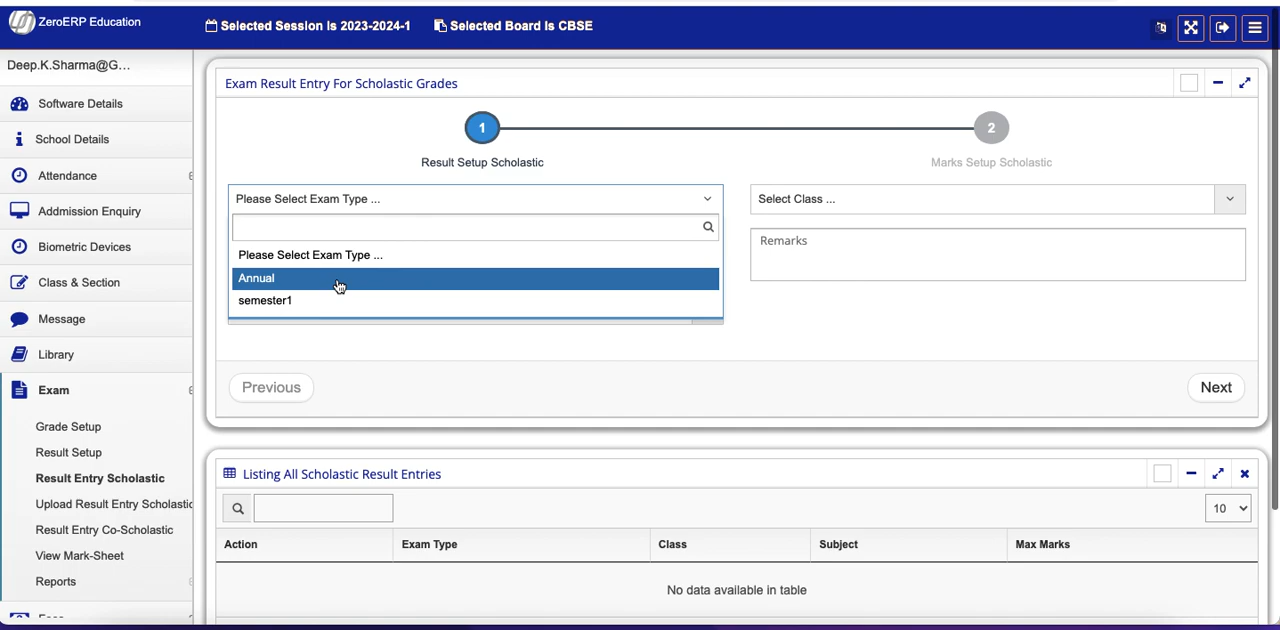 ZeroERP Education
Selected Session Is 2023-2024-1
Selected Board Is CBSE
Deep.K.Sharma@G...
Software Details
School Details
Attendance
Addmission Enquiry
Biometric Devices
Class & Section
Message
Library
Exam
Grade Setup
Result Setup
Result Entry Scholastic
Upload Result Entry Scholastic
Result Entry Co-Scholastic
View Mark-Sheet
Reports
Exam Result Entry For Scholastic Grades
1
2
Result Setup Scholastic
Marks Setup Scholastic
Please Select Exam Type ...
Select Class ...
Please Select Exam Type ...
Annual
semester1
Remarks
Previous
Next
Listing All Scholastic Result Entries
10
Action Exam Type Class Subject Max Marks
No data available in table